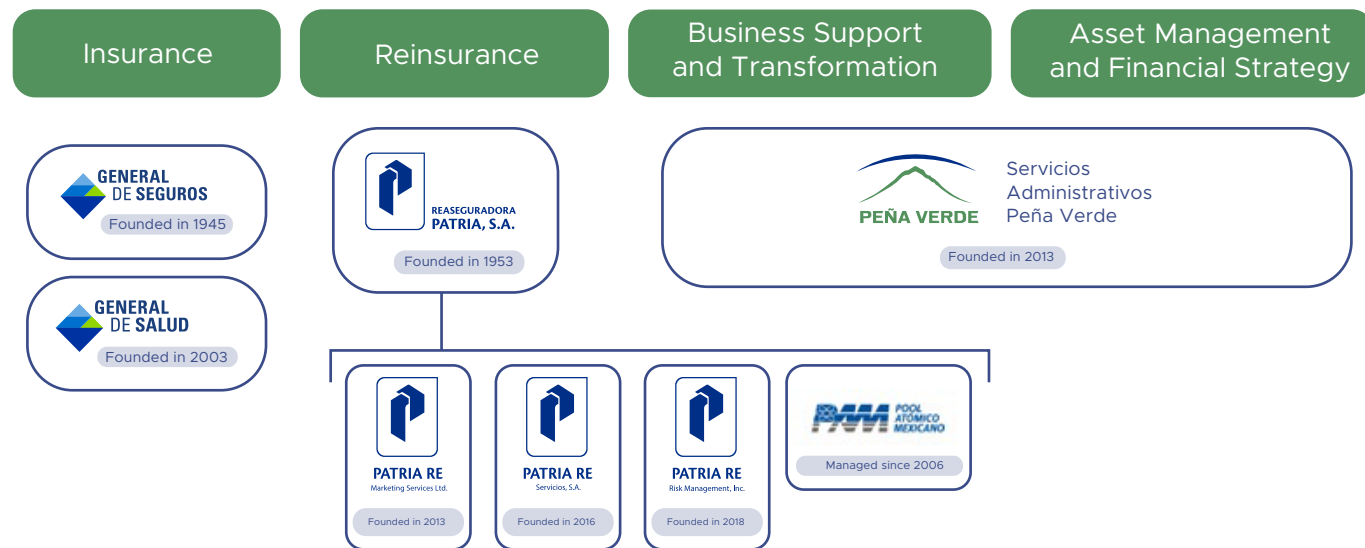 Insurance
Reinsurance
Business Support
and Transformation
Asset Management
and Financial Strategy
GENERAL
DE SEGUROS
Founded in 1945
GENERAL
DE SALUD
Founded in 2003
REASEGURADORA
PATRIA, S.A.
Founded in 1953
PEÑA VERDE
Servicios
Administrativos
Peña Verde
Founded in 2013
PATRIA RE
Marketing Services Ltd.
Founded in 2013
PATRIA RE
Servicios, S.A.
Founded in 2016
PATRIA RE
Risk Management, Inc.
Founded in 2018
PAM
POOL
ATÓMICO
MEXICANO
Managed since 2006